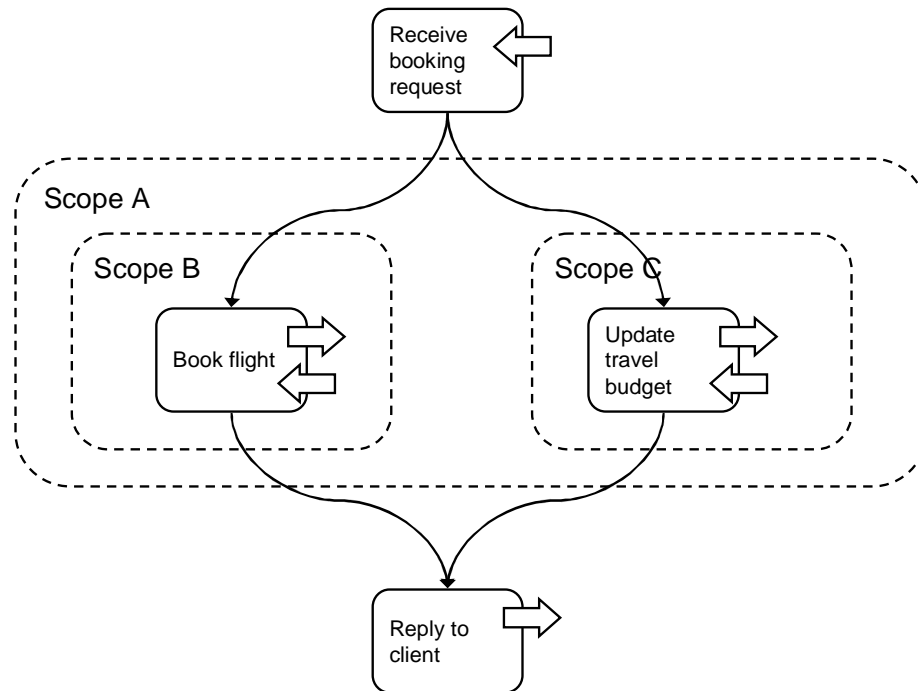 Receive
booking
request
Scope A
Scope B
Scope C
Book flight
Update
travel
budget
Reply to
client